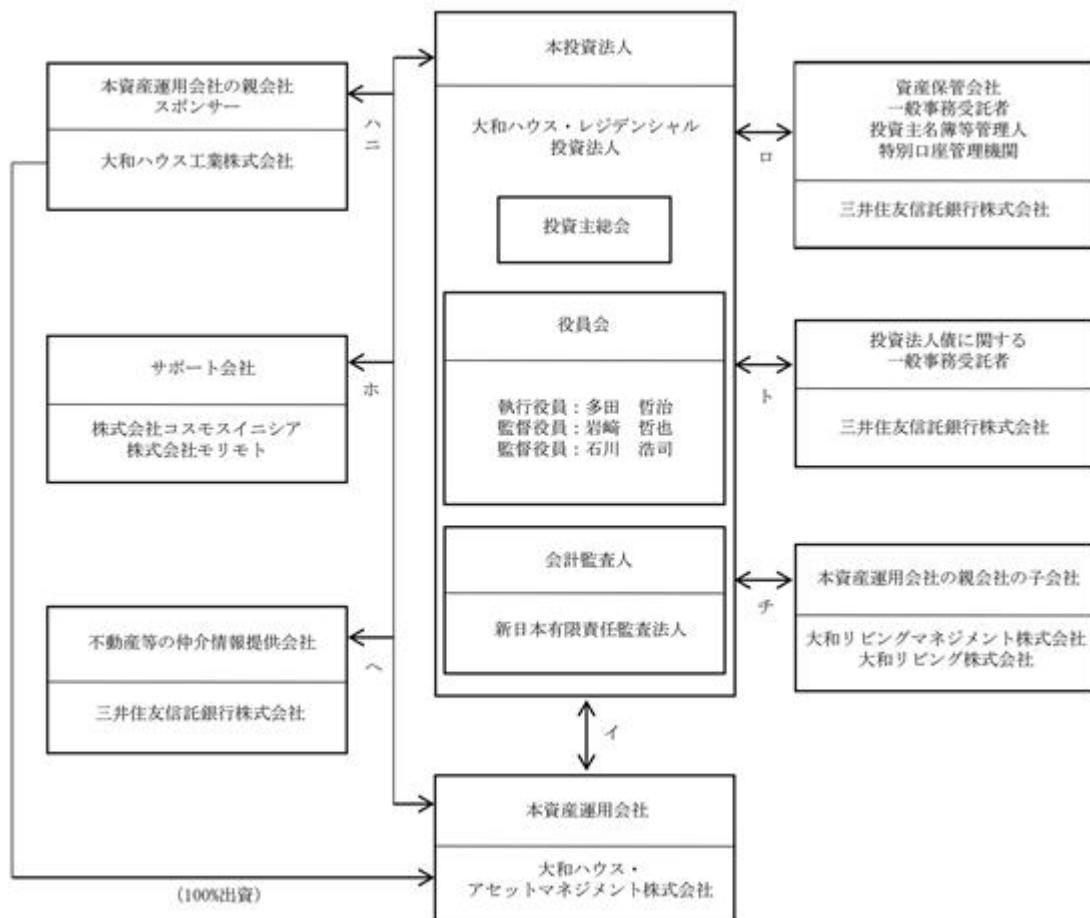 本投資法人
大和ハウス・レジデンシャル
投資法人
投資主総会
役員会
執行役員：多田　哲治
監督役員：岩﨑　哲也
監督役員：石川　浩司
会計監査人
新日本有限責任監査法人
本資産運用会社の親会社
スポンサー
大和ハウス工業株式会社
ハ
ニ
サポート会社
株式会社コスモスイニシア
株式会社モリモト
ホ
不動産等の仲介情報提供会社
三井住友信託銀行株式会社
ヘ
資産保管会社
一般事務受託者
投資主名簿等管理人
特別口座管理機関
三井住友信託銀行株式会社
ロ
投資法人債に関する
一般事務受託者
三井住友信託銀行株式会社
ト
本資産運用会社の親会社の子会社
大和リビングマネジメント株式会社
大和リビング株式会社
チ
イ
本資産運用会社
大和ハウス・
アセットマネジメント株式会社
(100%出資)